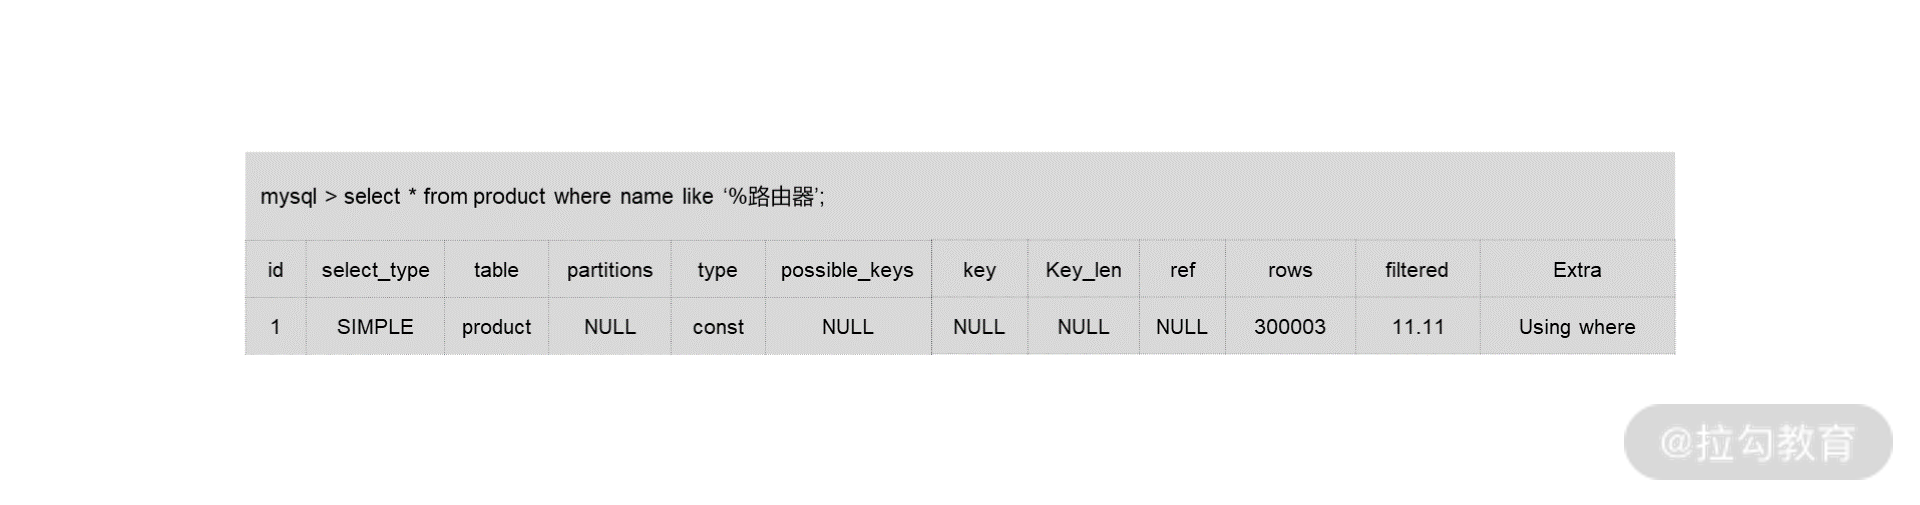 mysql > select * from product where name like ‘%路由器’;
id select_type table partitions type possible_keys key Key_len ref rows filtered Extra
1 SIMPLE product NULL const NULL NULL NULL NULL 300003 11.11 Using where
@拉勾教育